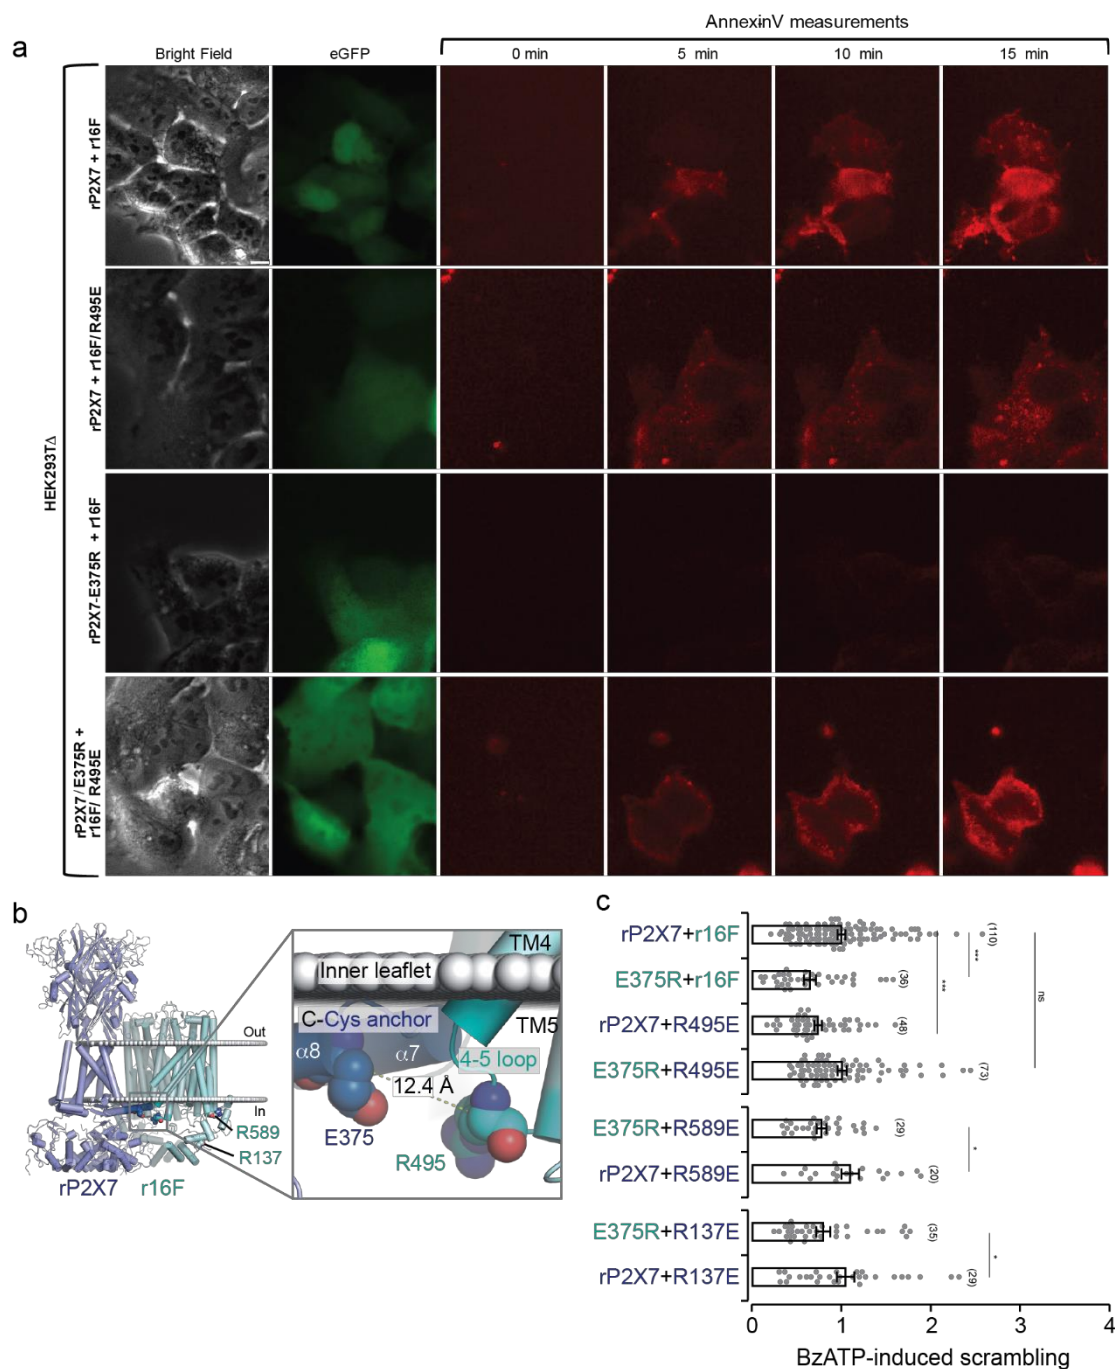 AnnexinV measurements
a
Bright Field
eGFP
0 min
5 min
10 min
15 min
HEK293TΔ
rP2X7 + r16F
rP2X7 + r16F/R495E
rP2X7-E375R + r16F
rP2X7/E375R +
r16F/ R495E
b
Out
In
R589
R137
rP2X7
r16F
TM4
Inner leaflet
TM5
C-Cys anchor
α8
α7
4-5 loop
12.4 Å
E375
R495
c
rP2X7+r16F
(110)
***
E375R+r16F
(36)
***
ns
rP2X7+R495E
(48)
E375R+R495E
(73)
E375R+R589E
(29)
*
rP2X7+R589E
(20)
E375R+R137E
(35)
*
rP2X7+R137E
(29)
0 1 2 3 4
BzATP-induced scrambling